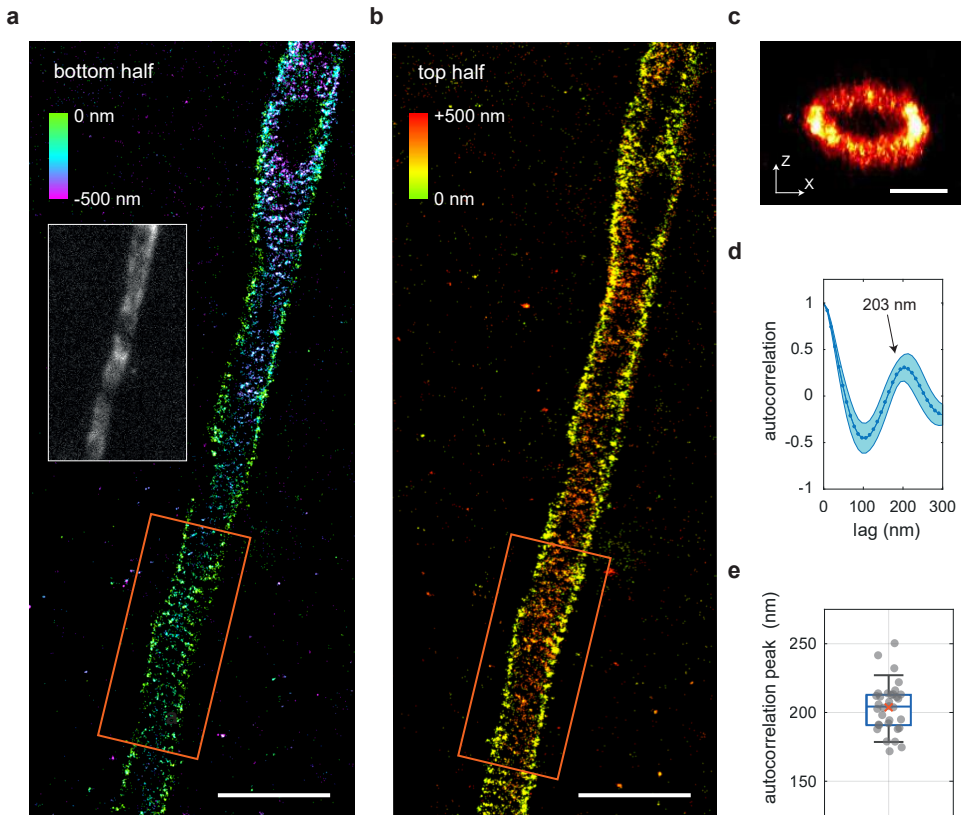 a
bottom half
0 nm
-500 nm
b
top half
+500 nm
0 nm
c
Z
X
d
203 nm
1
0.5
0
-0.5
-1
0 100 200 300
lag (nm)
autocorrelation
e
250
200
150
autocorrelation peak (nm)